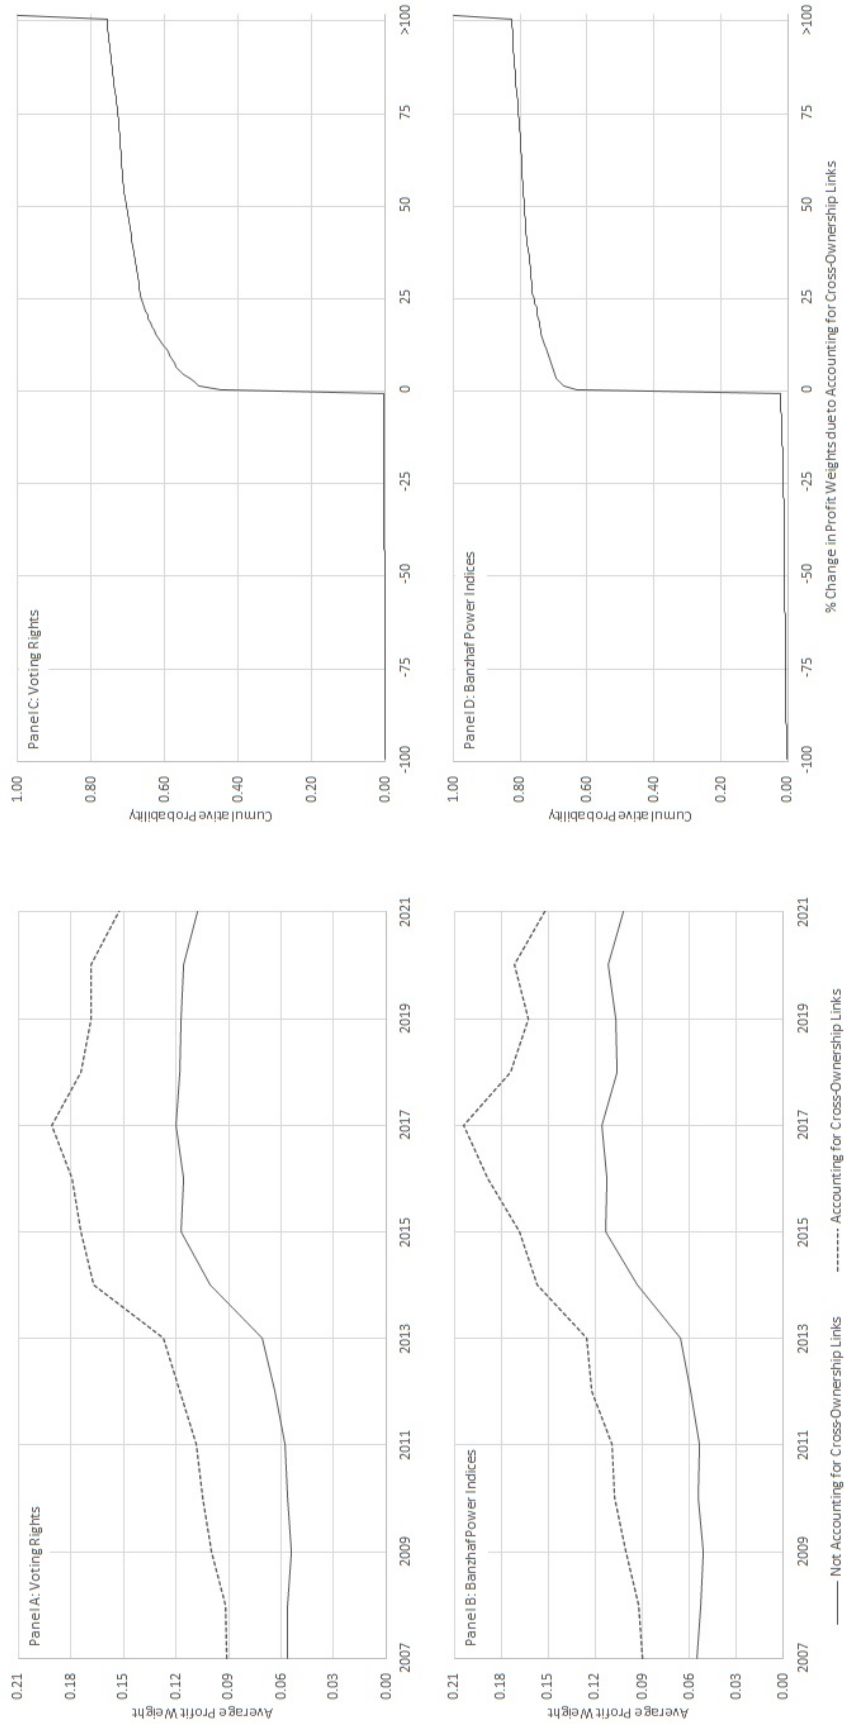 Panel A: Voting Rights
Average Profit Weight
0.21
0.18
0.15
0.12
0.09
0.06
0.03
0.00
2007 2009 2011 2013 2015 2017 2019 2021
Panel B: Banzhaf Power Indices
Average Profit Weight
0.21
0.18
0.15
0.12
0.09
0.06
0.03
0.00
2007 2009 2011 2013 2015 2017 2019 2021
Not Accounting for Cross-Ownership Links Accounting for Cross-Ownership Links
Panel C: Voting Rights
Cumulative Probability
1.00
0.80
0.60
0.40
0.20
0.00
-100 -75 -50 -25 0 25 50 75 >100
Panel D: Banzhaf Power Indices
Cumulative Probability
1.00
0.80
0.60
0.40
0.20
0.00
-100 -75 -50 -25 0 25 50 75 >100
% Change in Profit Weights due to Accounting for Cross-Ownership Links